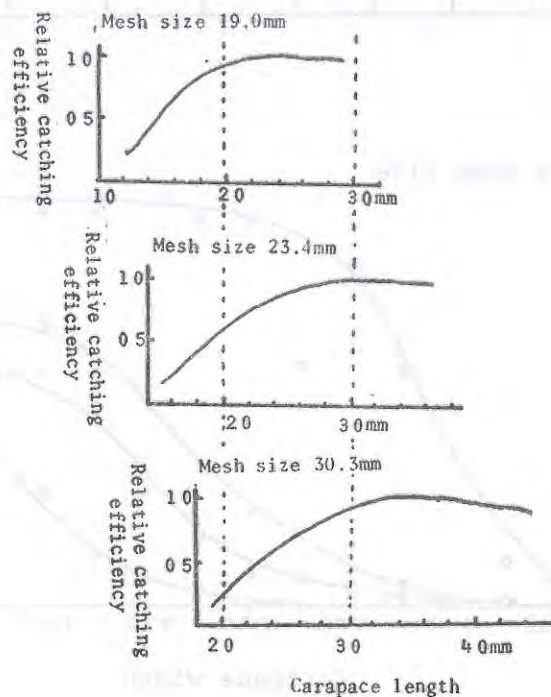 Mesh size 19.0mm
Relative catching
efficiency
1 0
0 5
10
20
30mm
Mesh size 23.4mm
Relative catching
efficiency
1 0
0 5
20
30mm
Mesh size 30.3mm
Relative catching
efficiency
1 0
0 5
20
30
40mm
Carapace length